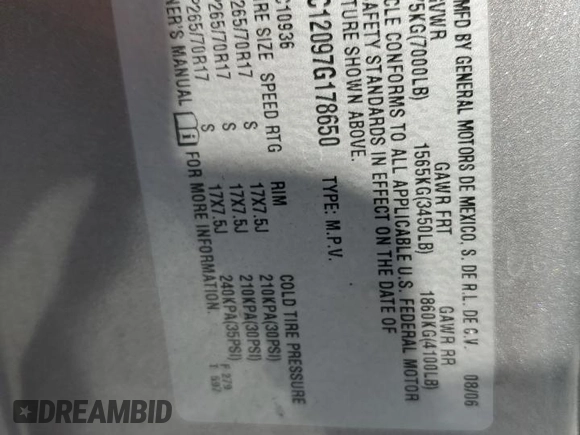 MFD BY GENERAL MOTORS DE MEXICO, S. DE R.L. DE C.V. 08/06
GVWR GAWR FRT GAWR RR
75KG(7000LB) 1565KG(3450LB) 1860KG(4100LB)
CLE CONFORMS TO ALL APPLICABLE U.S. FEDERAL MOTOR
AFETY STANDARDS IN EFFECT ON THE DATE OF
TURE SHOWN ABOVE.
C12097G178650 TYPE: M.P.V.
C10936
RE SIZE SPEED RTG RIM COLD TIRE PRESSURE
P265/70R17 S 17X7.5J 210KPA(30PSI)
P265/70R17 S 17X7.5J 210KPA(30PSI)
P265/70R17 S 17X7.5J 240KPA(35PSI)
NER'S MANUAL i FOR MORE INFORMATION.
DREAMBID